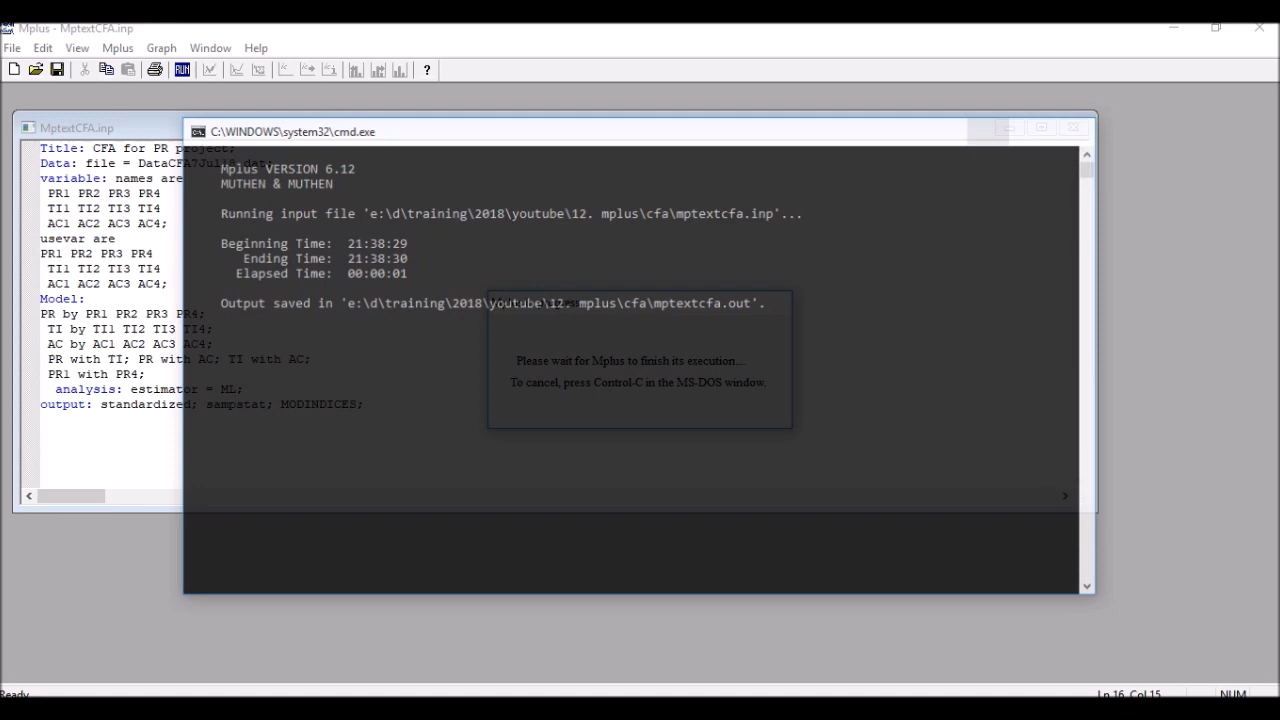 Mplus - MptextCFA.inp
File Edit View Mplus Graph Window Help
RUN
MptextCFA.inp
Title: CFA for PR project;
Data: file = DataCFA7Jul18.dat;
variable: names are
PR1 PR2 PR3 PR4
TI1 TI2 TI3 TI4
AC1 AC2 AC3 AC4;
usevar are
PR1 PR2 PR3 PR4
TI1 TI2 TI3 TI4
AC1 AC2 AC3 AC4;
Model:
PR by PR1 PR2 PR3 PR4;
TI by TI1 TI2 TI3 TI4;
AC by AC1 AC2 AC3 AC4;
PR with TI; PR with AC; TI with AC;
PR1 with PR4;
analysis: estimator = ML;
output: standardized; sampstat; MODINDICES;
C:\WINDOWS\system32\cmd.exe
Mplus VERSION 6.12
MUTHEN & MUTHEN
Running input file 'e:\d\training\2018\youtube\12. mplus\cfa\mptextcfa.inp'...
Beginning Time: 21:38:29
Ending Time: 21:38:30
Elapsed Time: 00:00:01
Output saved in 'e:\d\training\2018\youtube\12. mplus\cfa\mptextcfa.out'.
Please wait for Mplus to finish its execution....
To cancel, press Control-C in the MS-DOS window.
Ready
Ln 16, Col 15
NUM